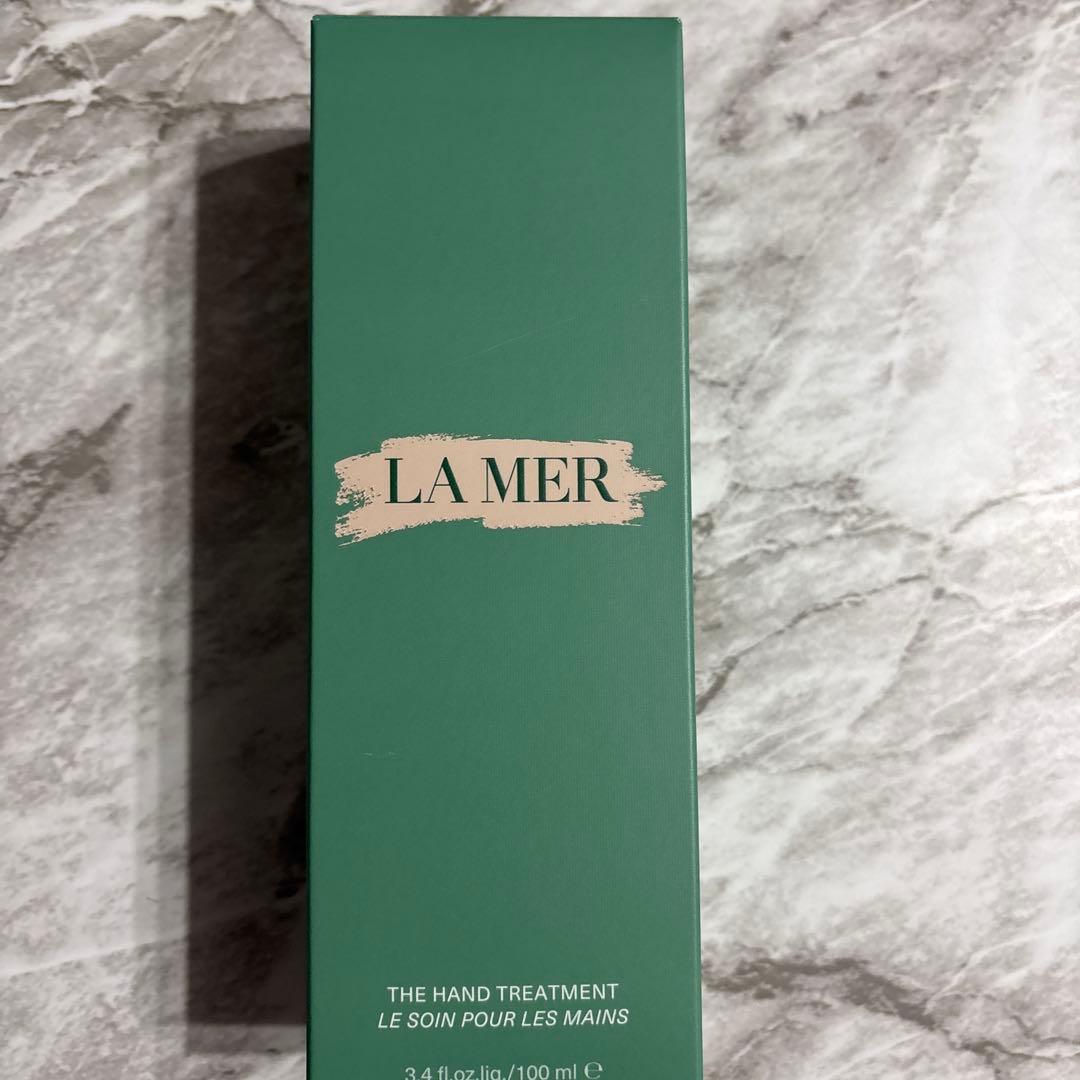 LA MER
THE HAND TREATMENT
LE SOIN POUR LES MAINS
3.4 fl.oz.liq./100 ml ℮